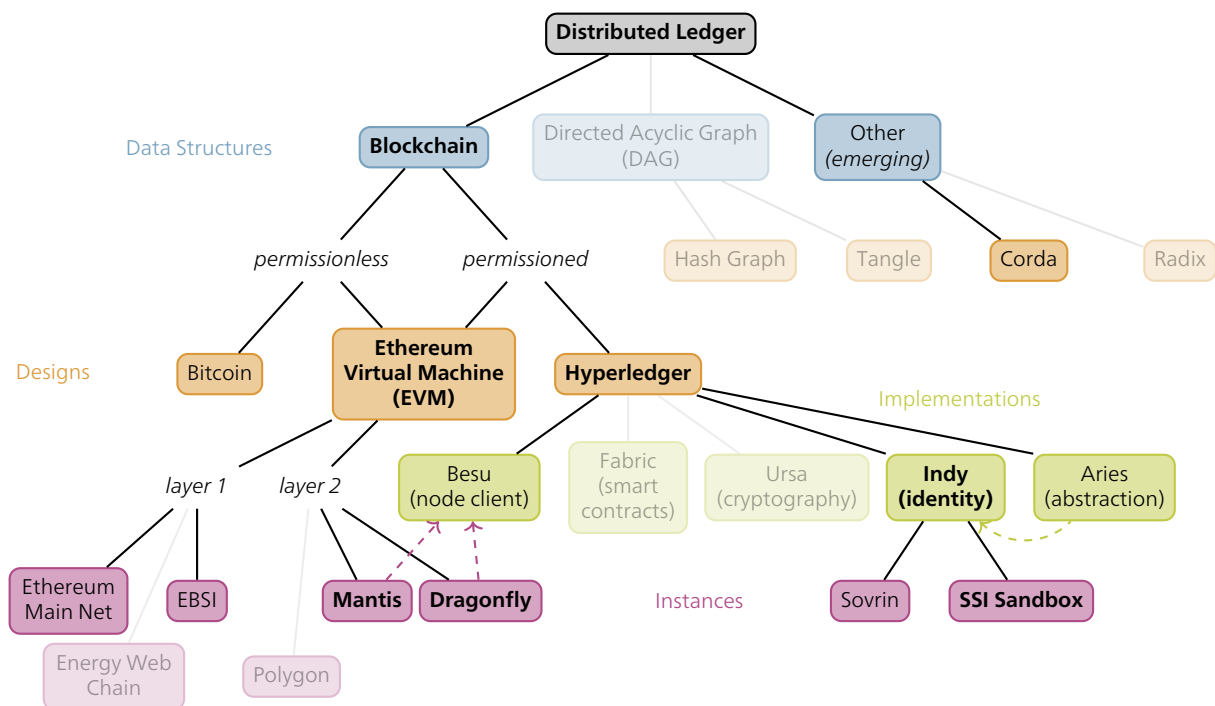 Distributed Ledger
Data Structures
Blockchain
Directed Acyclic Graph
(DAG)
Other
(emerging)
permissionless
permissioned
Hash Graph
Tangle
Corda
Radix
Designs
Bitcoin
Ethereum
Virtual Machine
(EVM)
Hyperledger
Implementations
layer 1
layer 2
Besu
(node client)
Fabric
(smart
contracts)
Ursa
(cryptography)
Indy
(identity)
Aries
(abstraction)
Ethereum
Main Net
EBSI
Mantis
Dragonfly
Instances
Sovrin
SSI Sandbox
Energy Web
Chain
Polygon